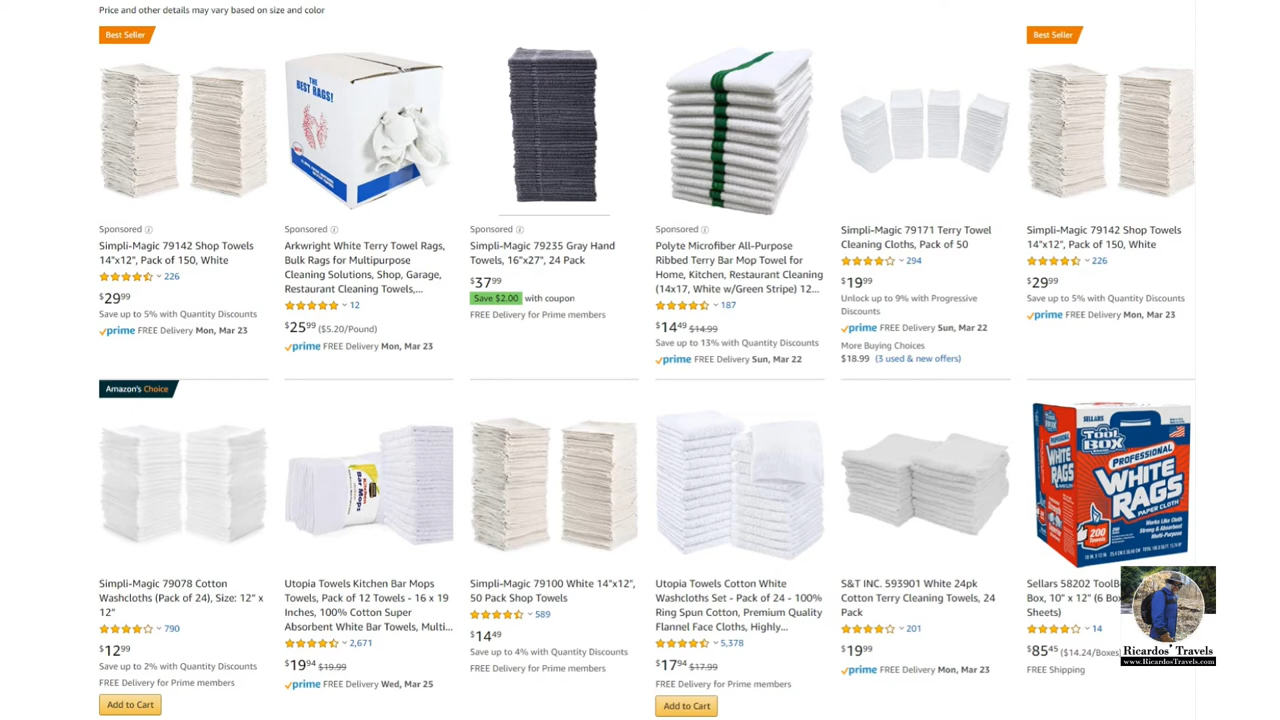 Price and other details may vary based on size and color
Best Seller
THE
BEST RAGS!
Sponsored
Simpli-Magic 79142 Shop Towels
14"x12", Pack of 150, White
226
$29.99
Save up to 5% with Quantity Discounts
prime FREE Delivery Mon, Mar 23
Sponsored
Arkwright White Terry Towel Rags,
Bulk Rags for Multipurpose
Cleaning Solutions, Shop, Garage,
Restaurant Cleaning Towels,...
12
$25.99 ($5.20/Pound)
prime FREE Delivery Mon, Mar 23
Sponsored
Simpli-Magic 79235 Gray Hand
Towels, 16"x27", 24 Pack
$37.99
Save $2.00 with coupon
FREE Delivery for Prime members
Sponsored
Polyte Microfiber All-Purpose
Ribbed Terry Bar Mop Towel for
Home, Kitchen, Restaurant Cleaning
(14x17, White w/Green Stripe) 12...
187
$14.49 $14.99
Save up to 13% with Quantity Discounts
prime FREE Delivery Sun, Mar 22
Simpli-Magic 79171 Terry Towel
Cleaning Cloths, Pack of 50
294
$19.99
Unlock up to 9% with Progressive
Discounts
prime FREE Delivery Sun, Mar 22
More Buying Choices
$18.99 (3 used & new offers)
Best Seller
Simpli-Magic 79142 Shop Towels
14"x12", Pack of 150, White
226
$29.99
Save up to 5% with Quantity Discounts
prime FREE Delivery Mon, Mar 23
Amazon's Choice
Simpli-Magic 79078 Cotton
Washcloths (Pack of 24), Size: 12" x
12"
790
$12.99
Save up to 2% with Quantity Discounts
FREE Delivery for Prime members
Add to Cart
Bar Mops
Utopia Towels Kitchen Bar Mops
Towels, Pack of 12 Towels - 16 x 19
Inches, 100% Cotton Super
Absorbent White Bar Towels, Multi...
2,671
$19.94 $19.99
prime FREE Delivery Wed, Mar 25
Simpli-Magic 79100 White 14"x12",
50 Pack Shop Towels
589
$14.49
Save up to 4% with Quantity Discounts
FREE Delivery for Prime members
Utopia Towels Cotton White
Washcloths Set - Pack of 24 - 100%
Ring Spun Cotton, Premium Quality
Flannel Face Cloths, Highly...
5,378
$17.94 $17.99
FREE Delivery for Prime members
Add to Cart
S&T INC. 593901 White 24pk
Cotton Terry Cleaning Towels, 24
Pack
201
$19.99
prime FREE Delivery Mon, Mar 23
SELLARS
TOOL
BOX
PROFESSIONAL
WHITE
RAGS
PAPER CLOTH
Works Like Cloth
Strong & Absorbent
Multi-Purpose
200
Sellars 58202 ToolB
Box, 10" x 12" (6 Box
Sheets)
14
$85.45 ($14.24/Boxes)
FREE Shipping
Ricardos' Travels
www.RicardosTravels.com